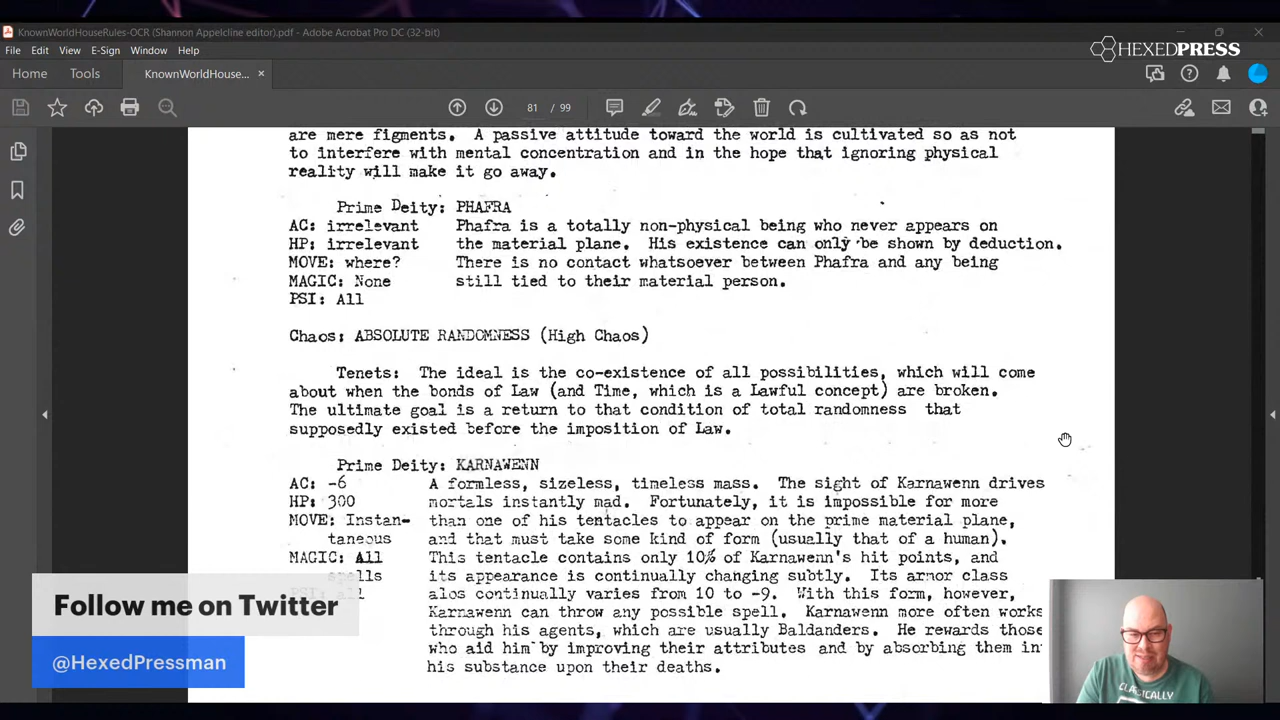 KnownWorldHouseRules-OCR (Shannon Appelcline editor).pdf - Adobe Acrobat Pro DC (32-bit)
File Edit View E-Sign Window Help
HEXEDPRESS
Home Tools KnownWorldHouse... ×
81 / 99
are mere figments. A passive attitude toward the world is cultivated so as not
to interfere with mental concentration and in the hope that ignoring physical
reality will make it go away.
Prime Deity: PHAFRA
AC: irrelevant Phafra is a totally non-physical being who never appears on
HP: irrelevant the material plane. His existence can only be shown by deduction.
MOVE: where? There is no contact whatsoever between Phafra and any being
MAGIC: None still tied to their material person.
PSI: All
Chaos: ABSOLUTE RANDOMNESS (High Chaos)
Tenets: The ideal is the co-existence of all possibilities, which will come
about when the bonds of Law (and Time, which is a Lawful concept) are broken.
The ultimate goal is a return to that condition of total randomness that
supposedly existed before the imposition of Law.
Prime Deity: KARNAWENN
AC: -6 A formless, sizeless, timeless mass. The sight of Karnawenn drives
HP: 300 mortals instantly mad. Fortunately, it is impossible for more
MOVE: Instan- than one of his tentacles to appear on the prime material plane,
taneous and that must take some kind of form (usually that of a human).
MAGIC: All This tentacle contains only 10% of Karnawenn's hit points, and
spells its appearance is continually changing subtly. Its armor class
PSI: all alos continually varies from 10 to -9. With this form, however,
Karnawenn can throw any possible spell. Karnawenn more often works
through his agents, which are usually Baldanders. He rewards those
who aid him by improving their attributes and by absorbing them in
his substance upon their deaths.
Follow me on Twitter
@HexedPressman
CLASSICALLY